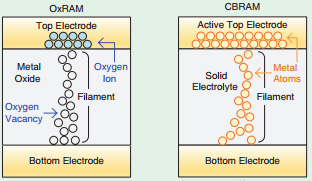 OxRAM
Top Electrode
Metal
Oxide
Oxygen
Ion
Filament
Oxygen
Vacancy
Bottom Electrode
CBRAM
Active Top Electrode
Metal
Atoms
Solid
Electrolyte
Filament
Bottom Electrode